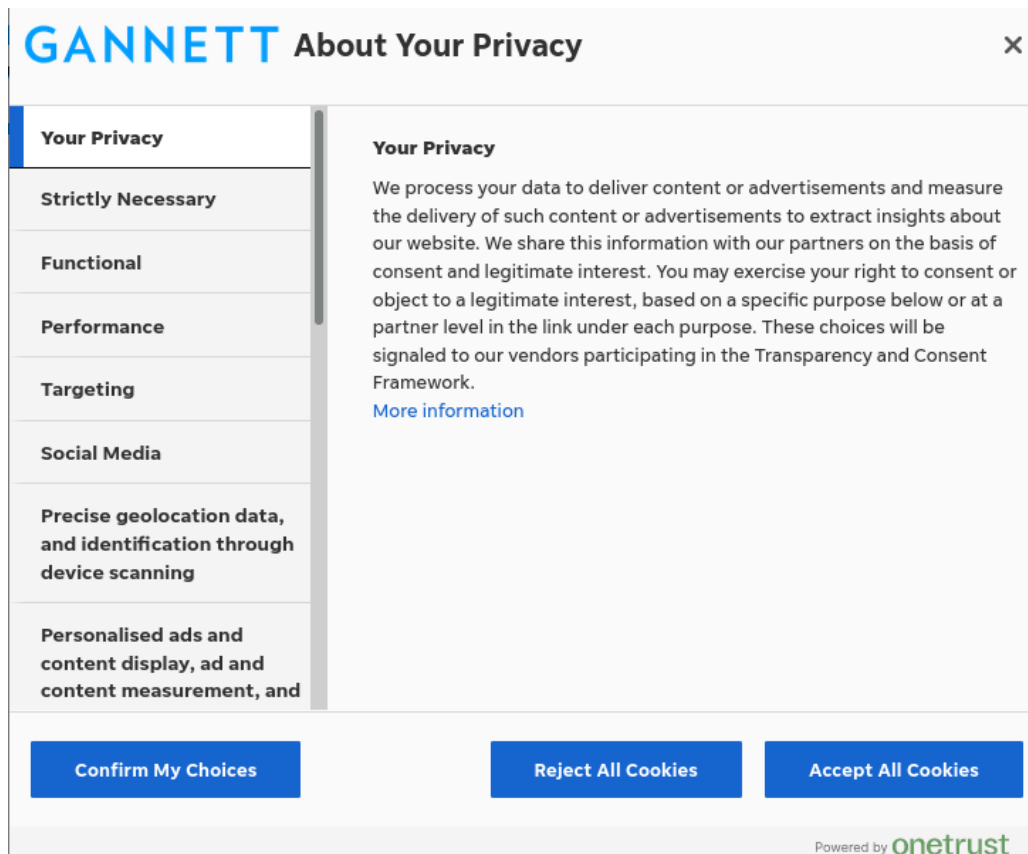 GANNETT About Your Privacy
Your Privacy
Strictly Necessary
Functional
Performance
Targeting
Social Media
Precise geolocation data,
and identification through
device scanning
Personalised ads and
content display, ad and
content measurement, and
Your Privacy
We process your data to deliver content or advertisements and measure
the delivery of such content or advertisements to extract insights about
our website. We share this information with our partners on the basis of
consent and legitimate interest. You may exercise your right to consent or
object to a legitimate interest, based on a specific purpose below or at a
partner level in the link under each purpose. These choices will be
signaled to our vendors participating in the Transparency and Consent
Framework.
More information
Confirm My Choices
Reject All Cookies
Accept All Cookies
Powered by onetrust